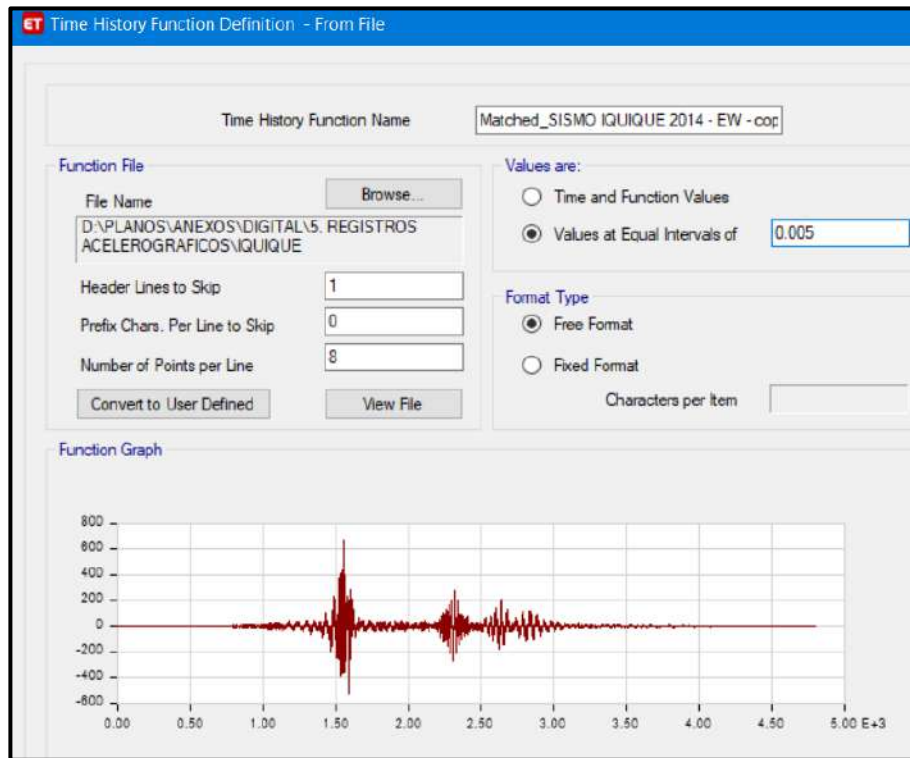 ET Time History Function Definition - From File
Time History Function Name
Matched_SISMO IQUIQUE 2014 - EW - cop
Function File
File Name
Browse...
D:\PLANOS\ANEXOS\DIGITAL\5. REGISTROS
ACELEROGRAFICOS\IQUIQUE
Header Lines to Skip
1
Prefix Chars. Per Line to Skip
0
Number of Points per Line
8
Convert to User Defined
View File
Values are:
Time and Function Values
Values at Equal Intervals of
0.005
Format Type
Free Format
Fixed Format
Characters per Item
Function Graph
800
600
400
200
0
-200
-400
-600
0.00 0.50 1.00 1.50 2.00 2.50 3.00 3.50 4.00 4.50 5.00 E+3